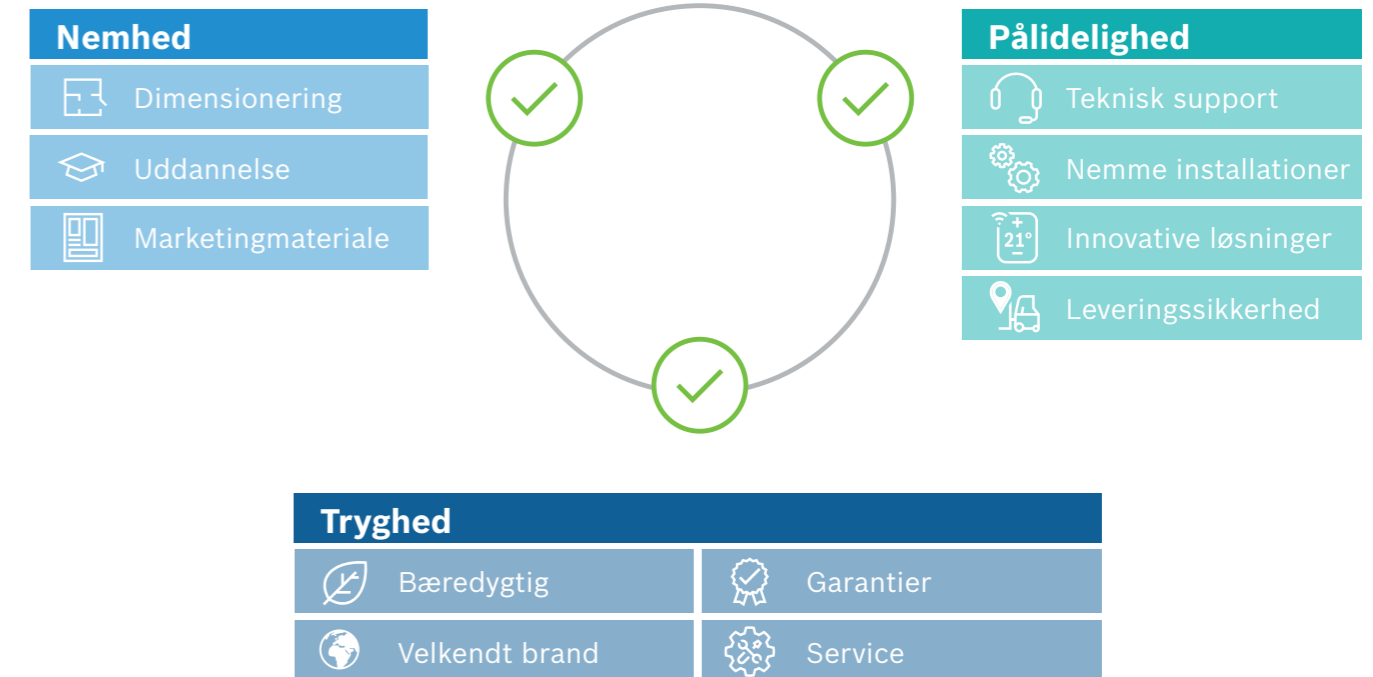 Nemhed
Dimensionering
Uddannelse
Marketingmateriale
Pålidelighed
Teknisk support
Nemme installationer
21°
Innovative løsninger
Leveringssikkerhed
Tryghed
Bæredygtig
Garantier
Velkendt brand
Service